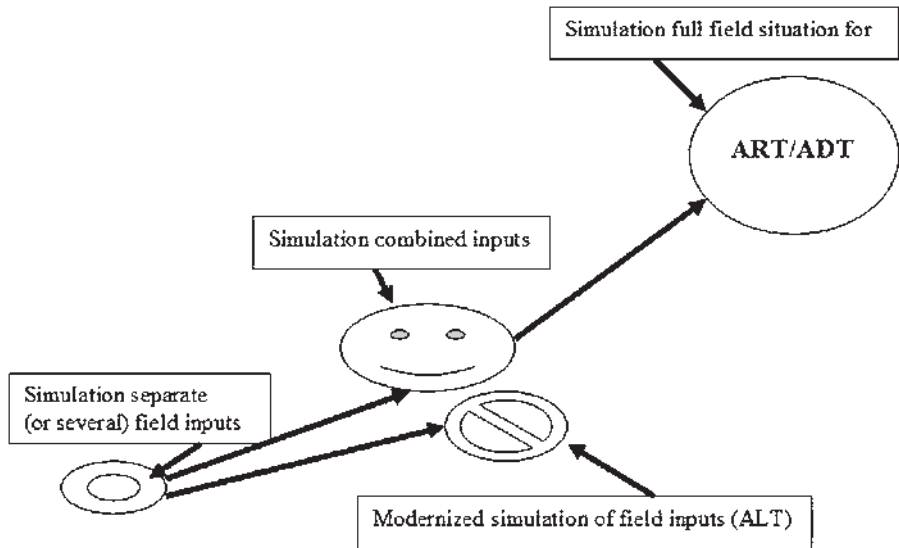 Simulation full field situation for
ART/ADT
Simulation combined inputs
Simulation separate
(or several) field inputs
Modernized simulation of field inputs (ALT)